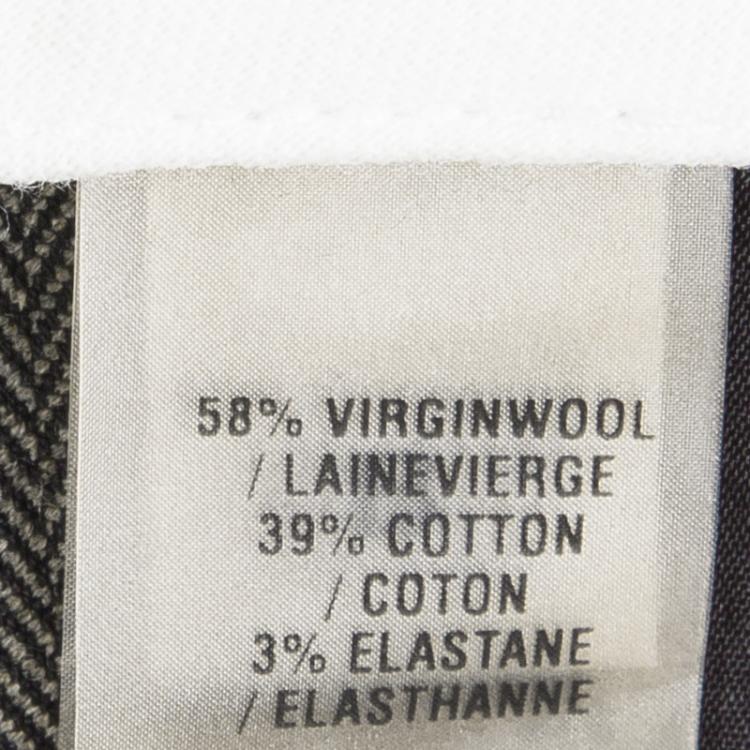 58% VIRGINWOOL
/ LAINEVIERGE
39% COTTON
/ COTON
3% ELASTANE
/ ELASTHANNE